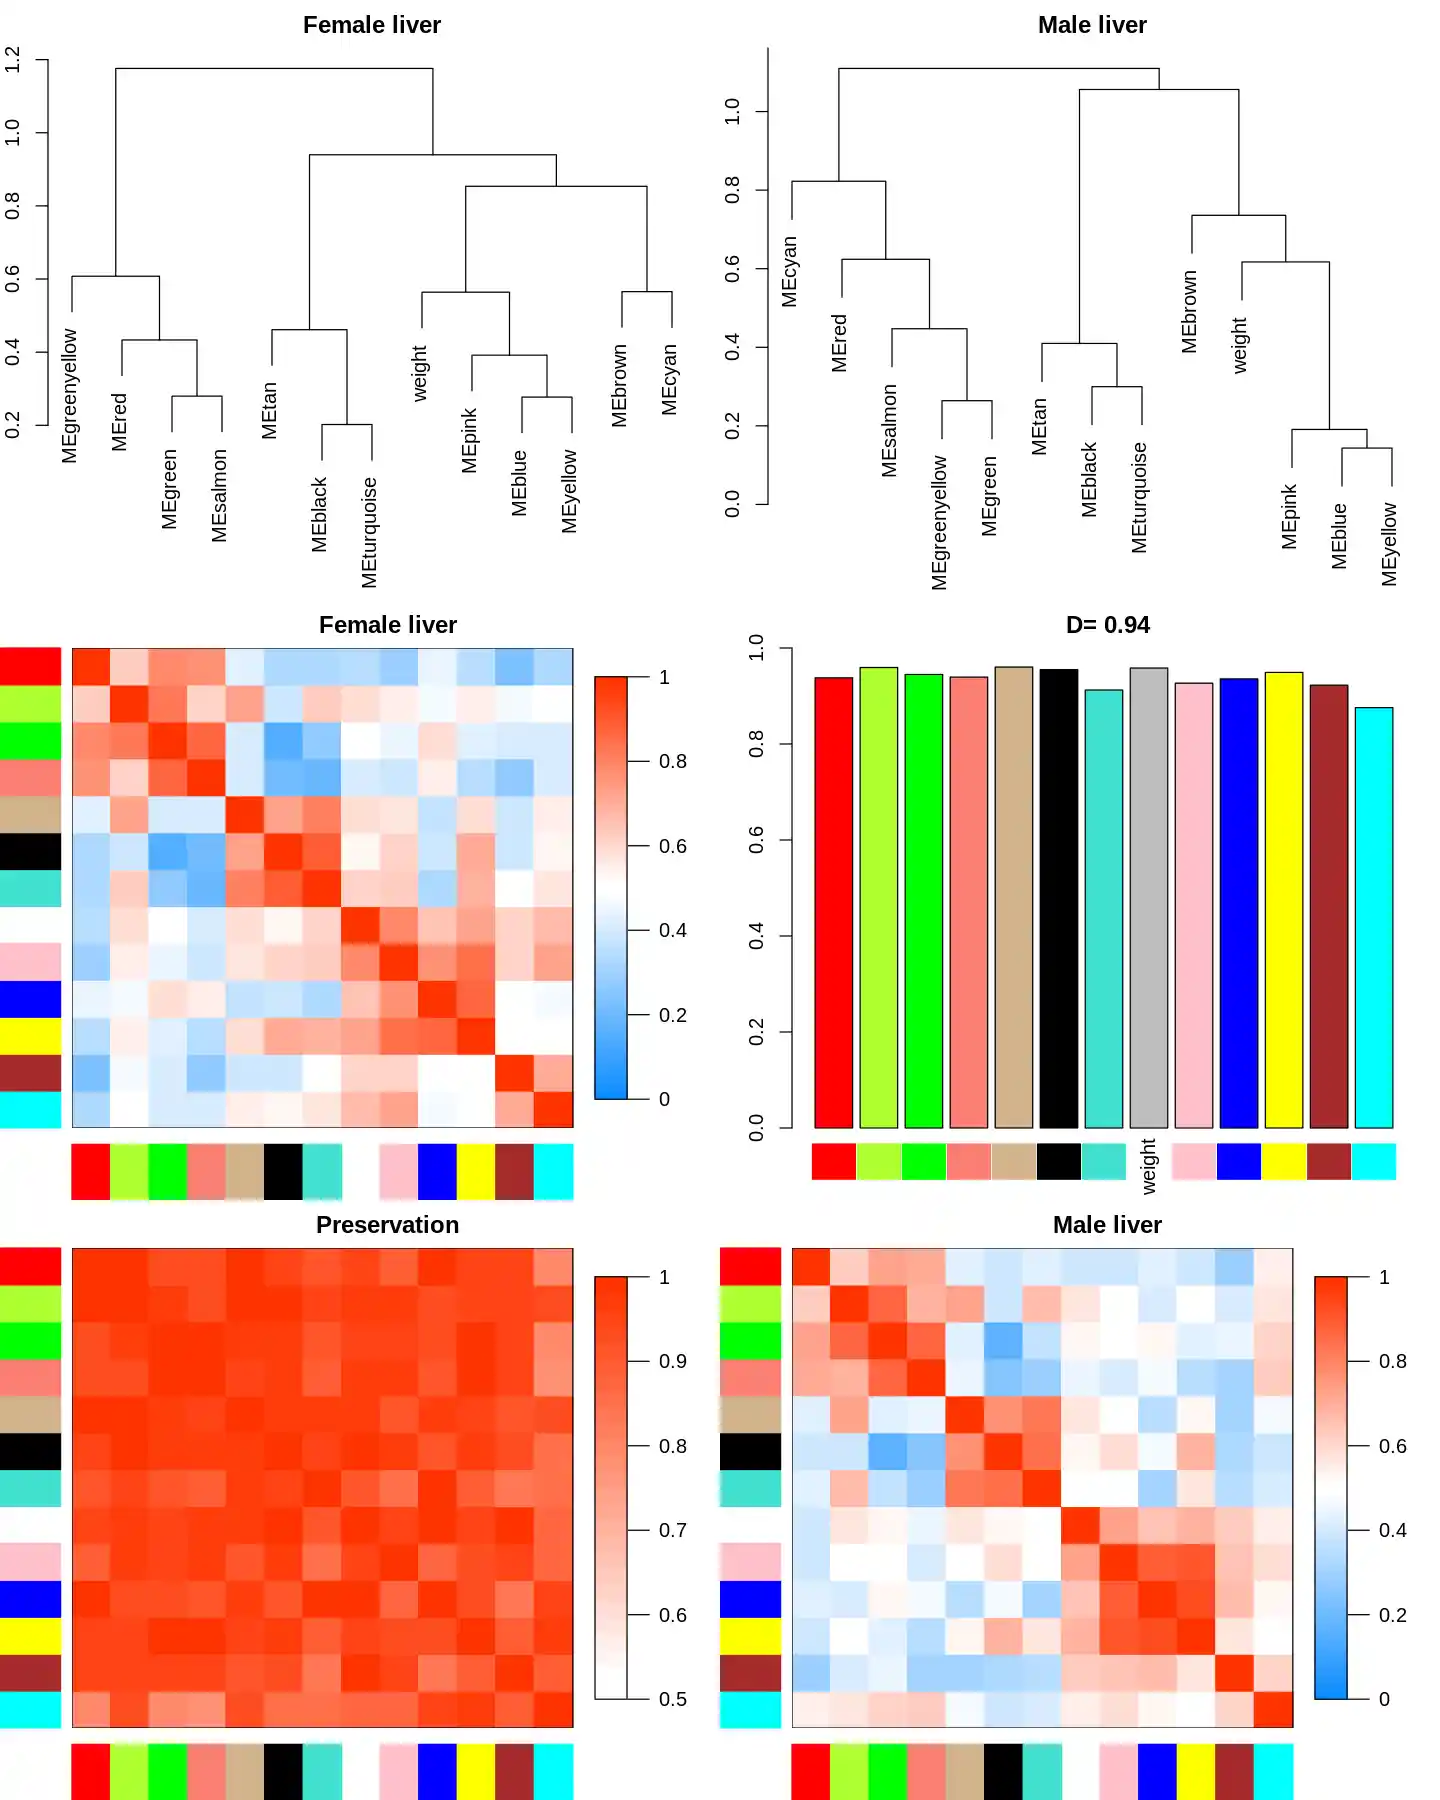 Female liver
1.2
1.0
0.8
0.6
0.4
0.2
MEgreenyellow
MEred
MEgreen
MEsalmon
MEtan
MEblack
MEturquoise
weight
MEpink
MEblue
MEyellow
MEbrown
MEcyan
Male liver
1.0
0.8
0.6
0.4
0.2
0.0
MEcyan
MEred
MEsalmon
MEgreenyellow
MEgreen
MEtan
MEblack
MEturquoise
MEbrown
weight
MEpink
MEblue
MEyellow
Female liver
1
0.8
0.6
0.4
0.2
0
D= 0.94
1.0
0.8
0.6
0.4
0.2
0.0
weight
Preservation
1
0.9
0.8
0.7
0.6
0.5
Male liver
1
0.8
0.6
0.4
0.2
0